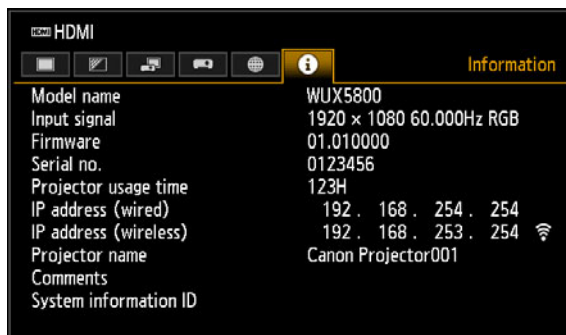 HDMI HDMI
Information
Model name WUX5800
Input signal 1920 × 1080 60.000Hz RGB
Firmware 01.010000
Serial no. 0123456
Projector usage time 123H
IP address (wired) 192 . 168 . 254 . 254
IP address (wireless) 192 . 168 . 253 . 254
Projector name Canon Projector001
Comments
System information ID